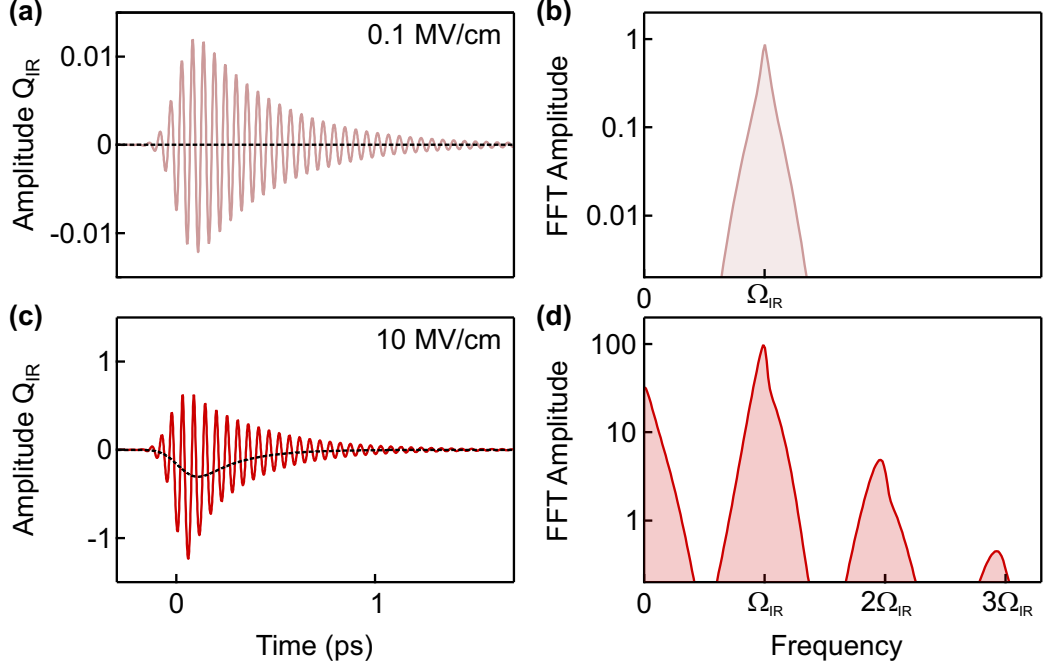 (a)
0.1 MV/cm
0.01
0
-0.01
Amplitude Q_IR
(b)
1
0.1
0.01
FFT Amplitude
0
Ω_IR
(c)
10 MV/cm
1
0
-1
Amplitude Q_IR
0
1
Time (ps)
(d)
100
10
1
FFT Amplitude
0
Ω_IR
2Ω_IR
3Ω_IR
Frequency